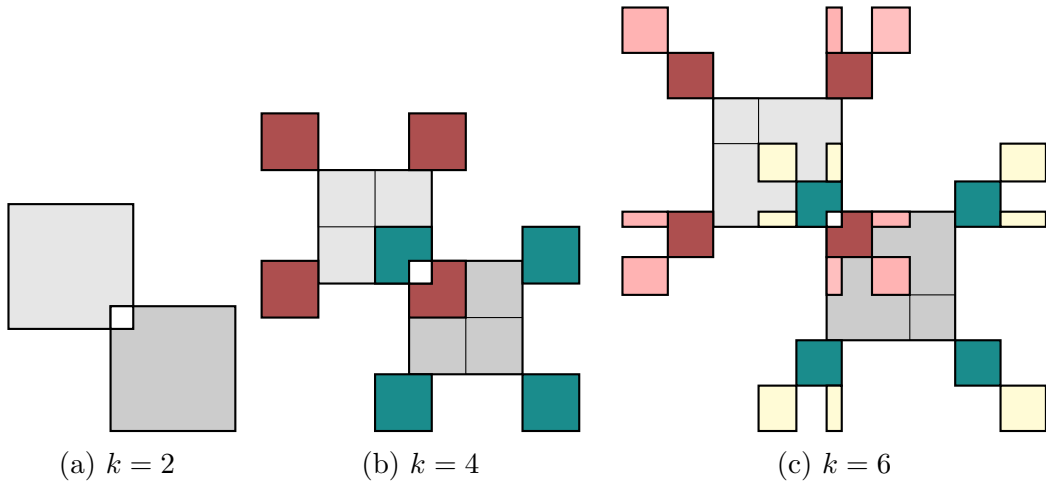 (a) k = 2
(b) k = 4
(c) k = 6